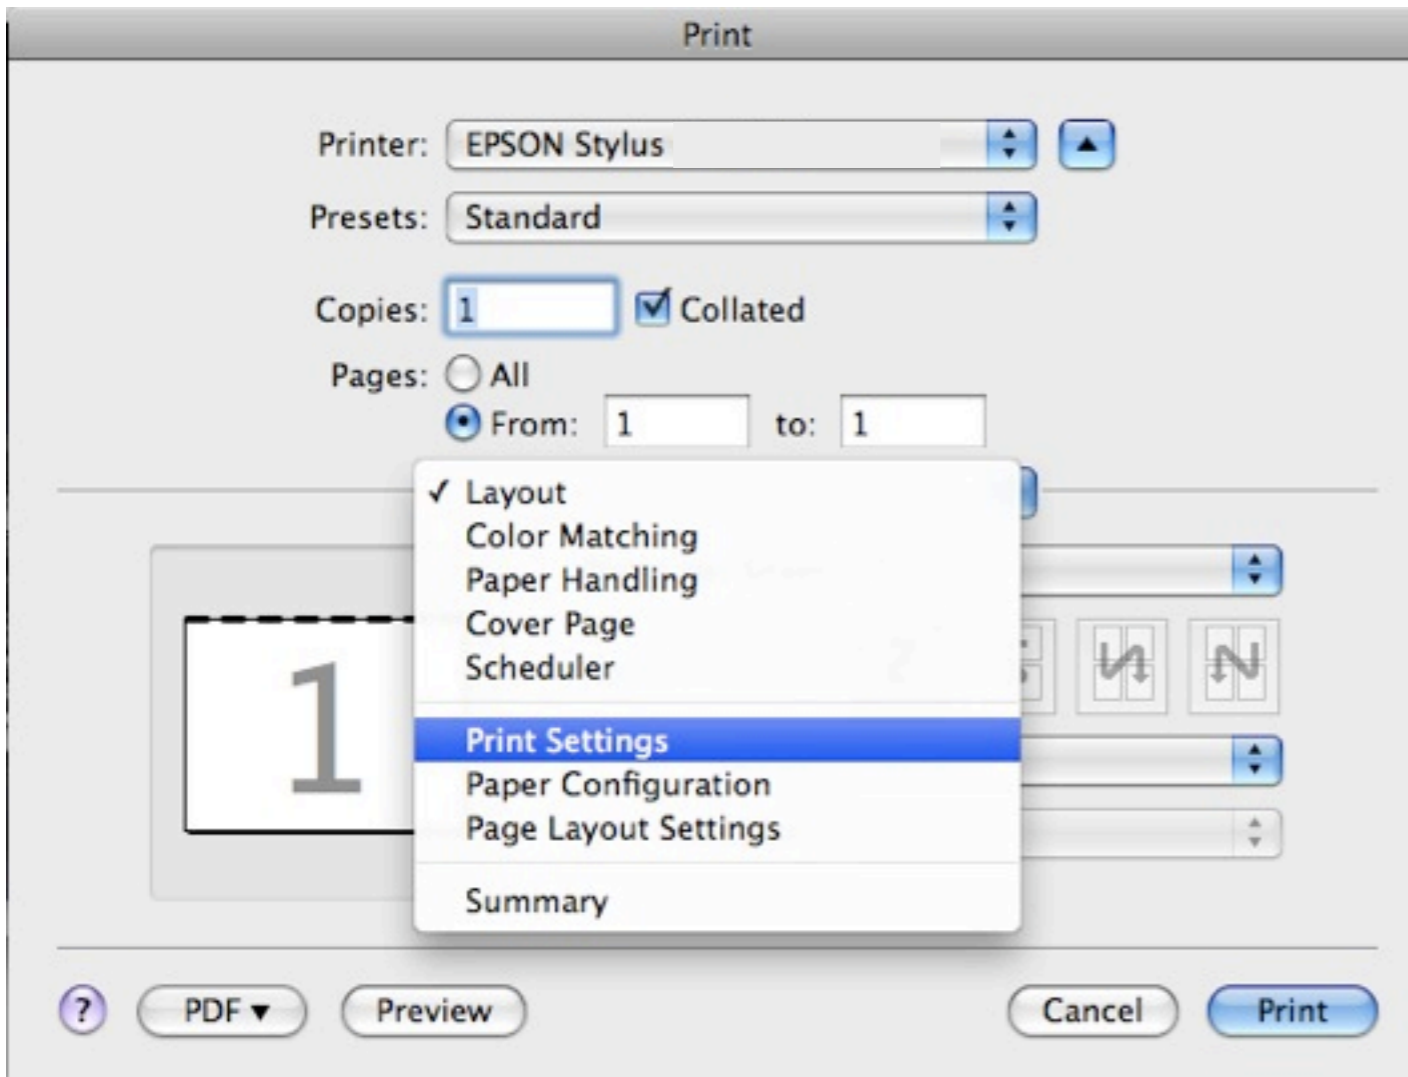 Print
Printer: EPSON Stylus
Presets: Standard
Copies: 1 Collated
Pages: All
From: 1 to: 1
✓ Layout
Color Matching
Paper Handling
Cover Page
Scheduler
Print Settings
Paper Configuration
Page Layout Settings
Summary
1
? PDF ▼ Preview Cancel Print